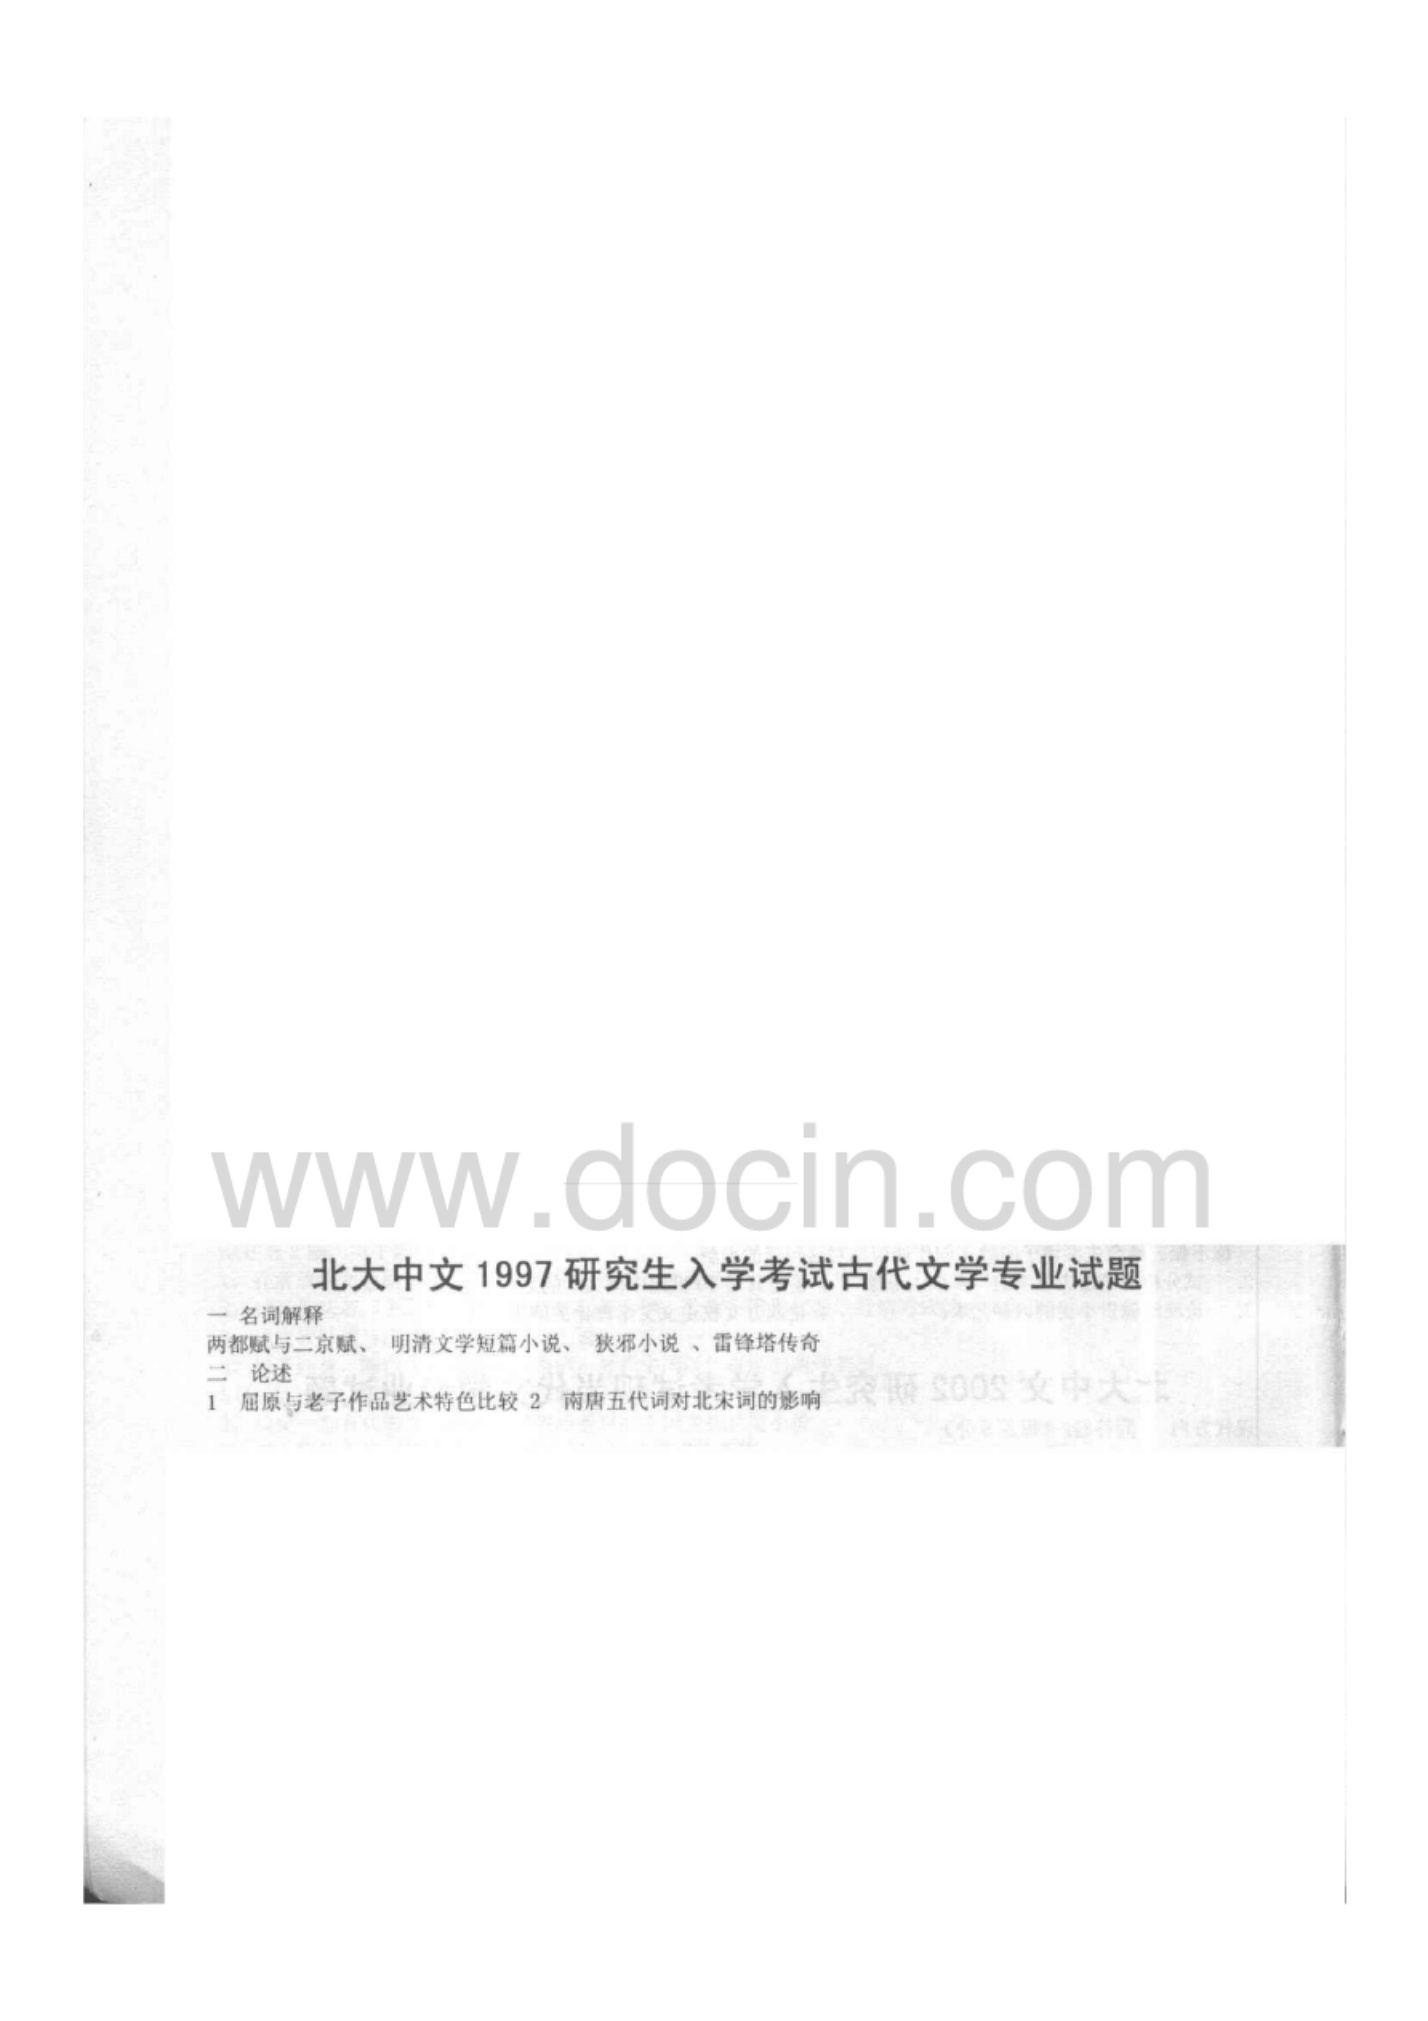 www.docin.com
北大中文 1997 研究生入学考试古代文学专业试题
一 名词解释
两都赋与二京赋、 明清文学短篇小说、 狭邪小说 、雷锋塔传奇
二 论述
1 屈原与老子作品艺术特色比较 2 南唐五代词对北宋词的影响